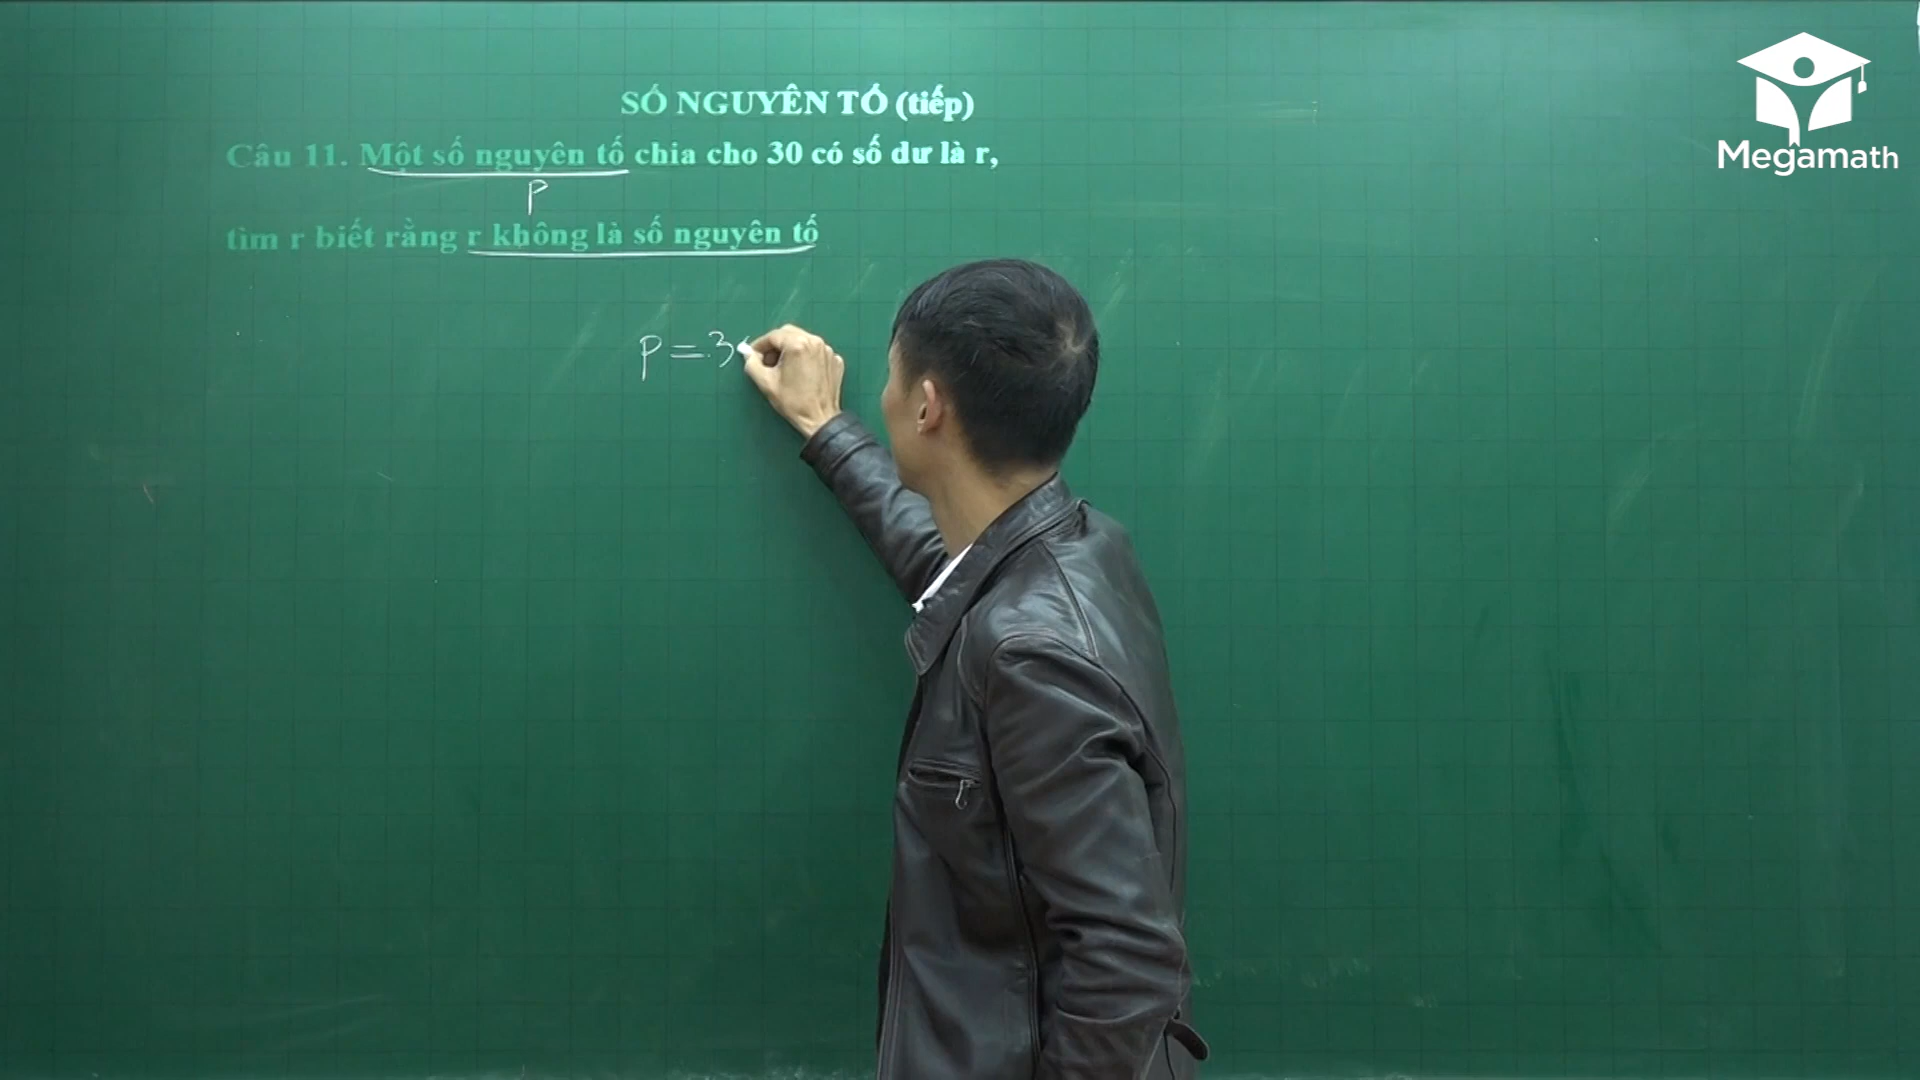 Megamath
SỐ NGUYÊN TỐ (tiếp)
Câu 11. Một số nguyên tố chia cho 30 có số dư là r,
p
tìm r biết rằng r không là số nguyên tố
p = 3